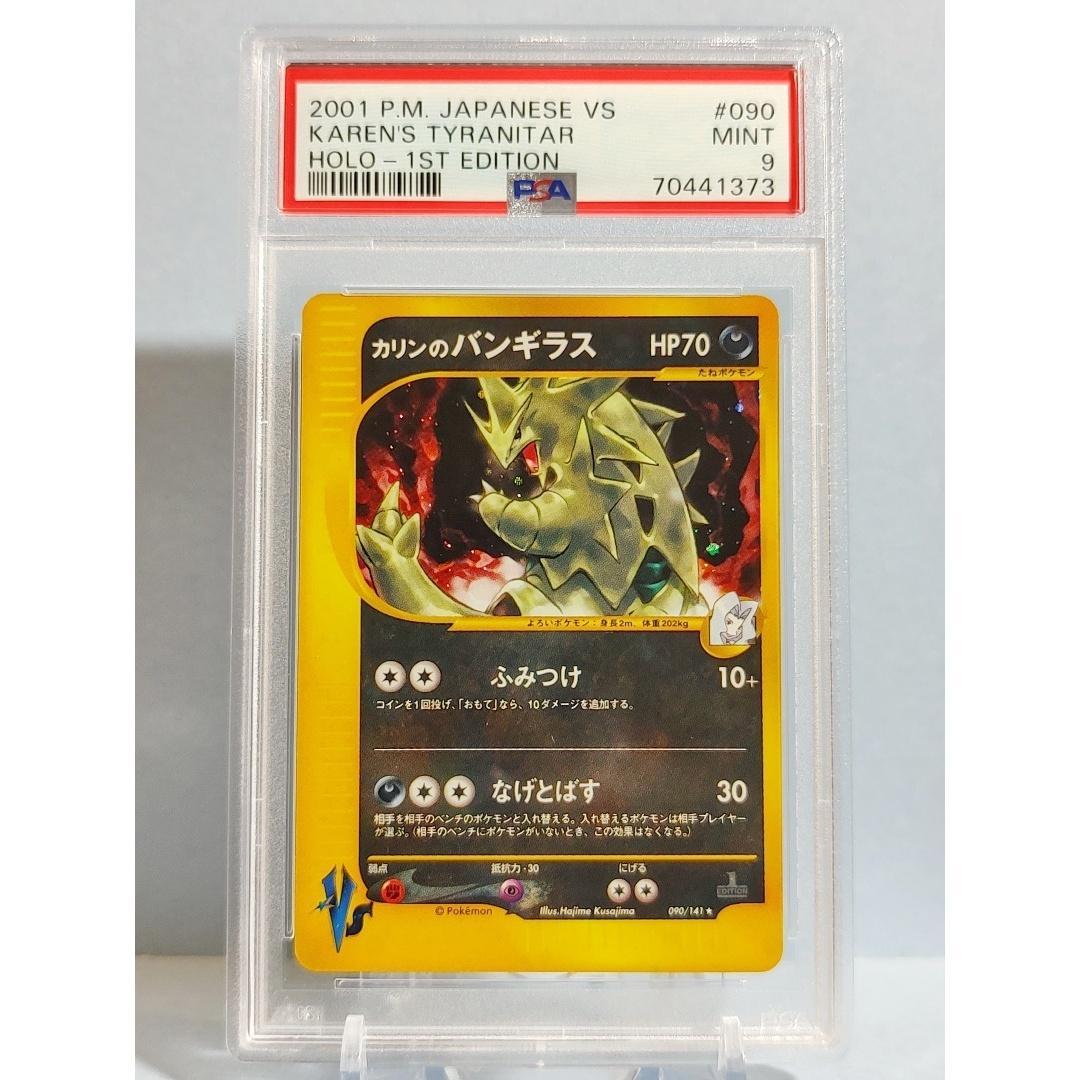 2001 P.M. JAPANESE VS #090
KAREN'S TYRANITAR MINT
HOLO - 1ST EDITION 9
70441373
PSA
カリンのバンギラス HP70
たねポケモン
よろいポケモン：身長2m、体重202kg
ふみつけ 10+
コインを1回投げ、「おもて」なら、10ダメージを追加する。
なげとばす 30
相手を相手のベンチのポケモンと入れ替える。入れ替えるポケモンは相手プレイヤー
が選ぶ。（相手のベンチにポケモンがいないとき、この効果はなくなる。）
弱点 抵抗力-30 にげる
1
EDITION
VS
© Pokémon Illus.Hajime Kusajima 090/141 ★